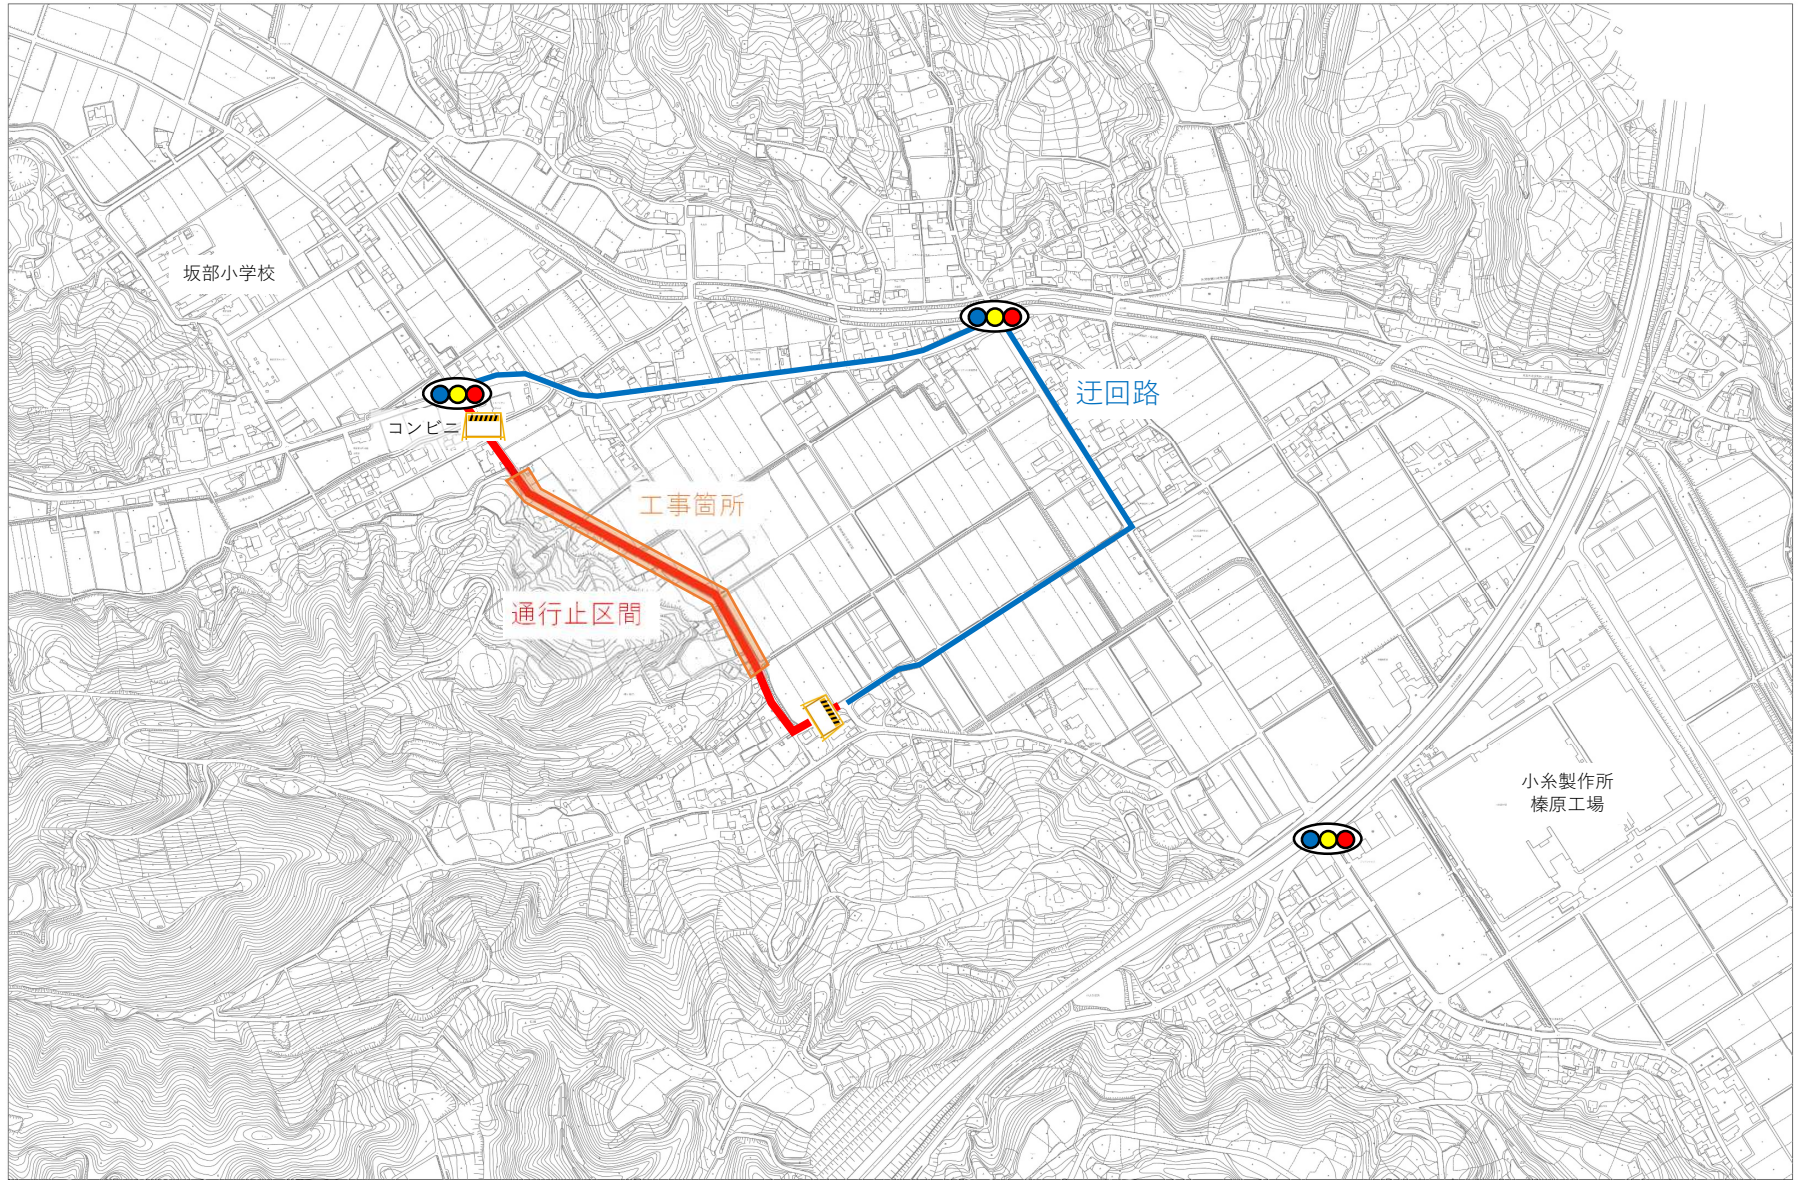 坂部小学校
迂回路
コンビニ
工事箇所
通行止区間
小糸製作所
榛原工場